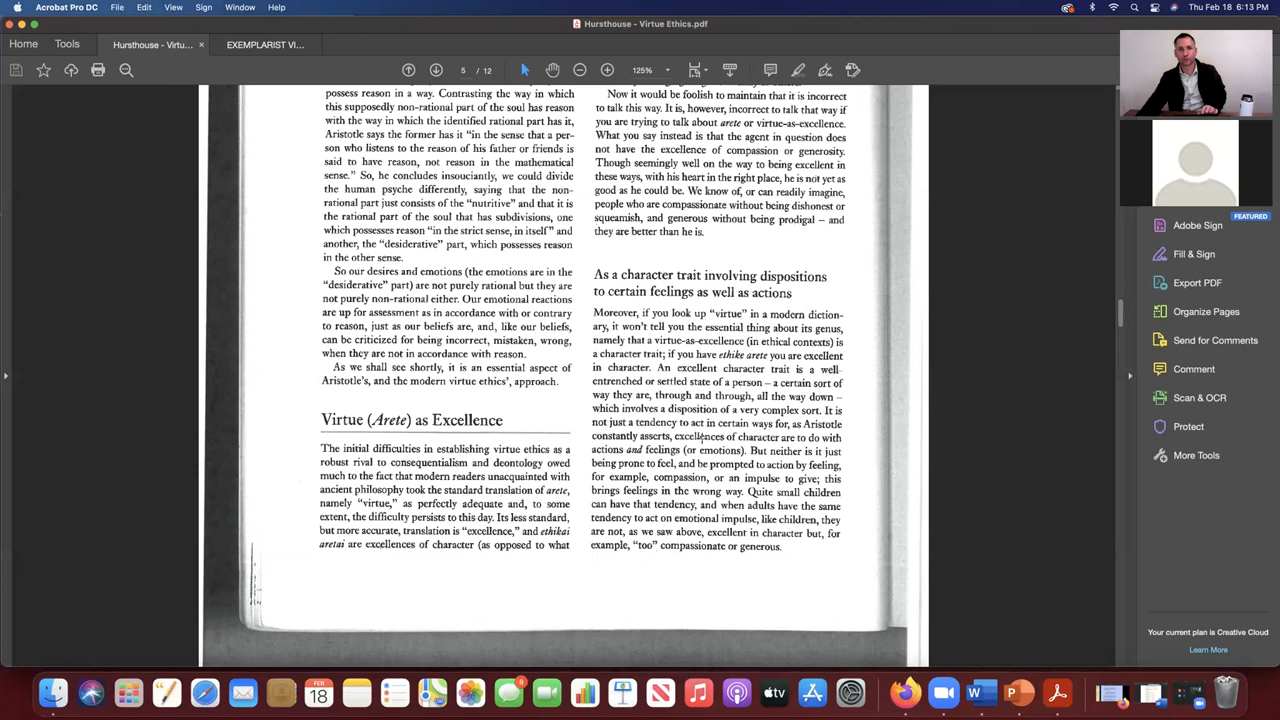 Acrobat Pro DC File Edit View Sign Window Help
Thu Feb 18 6:13 PM
Hursthouse - Virtue Ethics.pdf
Home Tools Hursthouse - Virtu... × EXEMPLARIST VI...
5 / 12 125%
possess reason in a way. Contrasting the way in which
this supposedly non-rational part of the soul has reason
with the way in which the identified rational part has it,
Aristotle says the former has it "in the sense that a per-
son who listens to the reason of his father or friends is
said to have reason, not reason in the mathematical
sense." So, he concludes insouciantly, we could divide
the human psyche differently, saying that the non-
rational part just consists of the "nutritive" and that it is
the rational part of the soul that has subdivisions, one
which possesses reason "in the strict sense, in itself" and
another, the "desiderative" part, which possesses reason
in the other sense.
So our desires and emotions (the emotions are in the
"desiderative" part) are not purely rational but they are
not purely non-rational either. Our emotional reactions
are up for assessment as in accordance with or contrary
to reason, just as our beliefs are, and, like our beliefs,
can be criticized for being incorrect, mistaken, wrong,
when they are not in accordance with reason.
As we shall see shortly, it is an essential aspect of
Aristotle's, and the modern virtue ethics', approach.
Virtue (Arete) as Excellence
The initial difficulties in establishing virtue ethics as a
robust rival to consequentialism and deontology owed
much to the fact that modern readers unacquainted with
ancient philosophy took the standard translation of arete,
namely "virtue," as perfectly adequate and, to some
extent, the difficulty persists to this day. Its less standard,
but more accurate, translation is "excellence," and ethikai
aretai are excellences of character (as opposed to what
Now it would be foolish to maintain that it is incorrect
to talk this way. It is, however, incorrect to talk that way if
you are trying to talk about arete or virtue-as-excellence.
What you say instead is that the agent in question does
not have the excellence of compassion or generosity.
Though seemingly well on the way to being excellent in
these ways, with his heart in the right place, he is not yet as
good as he could be. We know of, or can readily imagine,
people who are compassionate without being dishonest or
squeamish, and generous without being prodigal – and
they are better than he is.
As a character trait involving dispositions
to certain feelings as well as actions
Moreover, if you look up "virtue" in a modern diction-
ary, it won't tell you the essential thing about its genus,
namely that a virtue-as-excellence (in ethical contexts) is
a character trait; if you have ethike arete you are excellent
in character. An excellent character trait is a well-
entrenched or settled state of a person – a certain sort of
way they are, through and through, all the way down –
which involves a disposition of a very complex sort. It is
not just a tendency to act in certain ways for, as Aristotle
constantly asserts, excellences of character are to do with
actions and feelings (or emotions). But neither is it just
being prone to feel, and be prompted to action by feeling,
for example, compassion, or an impulse to give; this
brings feelings in the wrong way. Quite small children
can have that tendency, and when adults have the same
tendency to act on emotional impulse, like children, they
are not, as we saw above, excellent in character but, for
example, "too" compassionate or generous.
FEATURED
Adobe Sign
Fill & Sign
Export PDF
Organize Pages
Send for Comments
Comment
Scan & OCR
Protect
More Tools
Your current plan is Creative Cloud
Learn More
FEB
18
8
tv
W
P